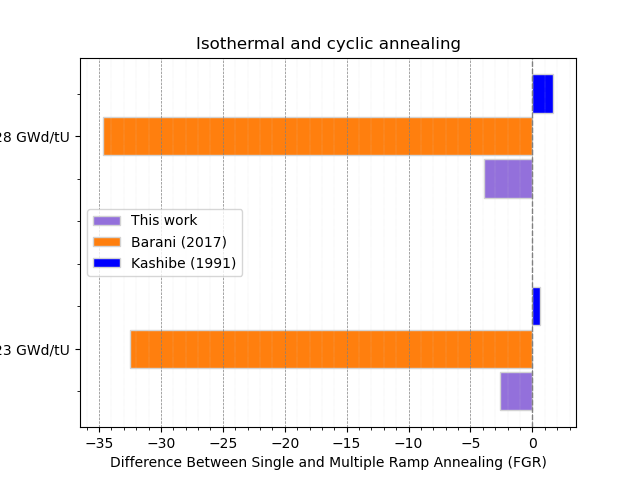 Isothermal and cyclic annealing
28 GWd/tU
This work
Barani (2017)
Kashibe (1991)
23 GWd/tU
−35 −30 −25 −20 −15 −10 −5 0
Difference Between Single and Multiple Ramp Annealing (FGR)